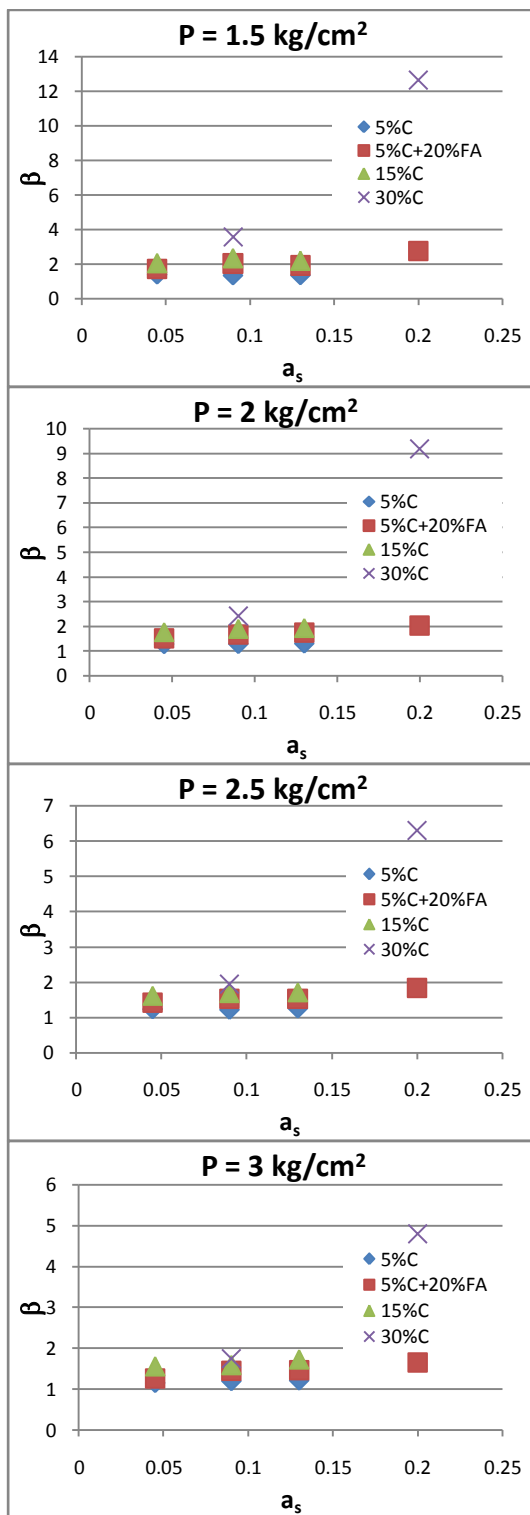 P = 1.5 kg/cm²
14
12
10
8
6
4
2
0
β
5%C
5%C+20%FA
15%C
30%C
0 0.05 0.1 0.15 0.2 0.25
aₛ
P = 2 kg/cm²
10
9
8
7
6
5
4
3
2
1
0
β
5%C
5%C+20%FA
15%C
30%C
0 0.05 0.1 0.15 0.2 0.25
aₛ
P = 2.5 kg/cm²
7
6
5
4
3
2
1
0
β
5%C
5%C+20%FA
15%C
30%C
0 0.05 0.1 0.15 0.2 0.25
aₛ
P = 3 kg/cm²
6
5
4
3
2
1
0
β
5%C
5%C+20%FA
15%C
30%C
0 0.05 0.1 0.15 0.2 0.25
aₛ